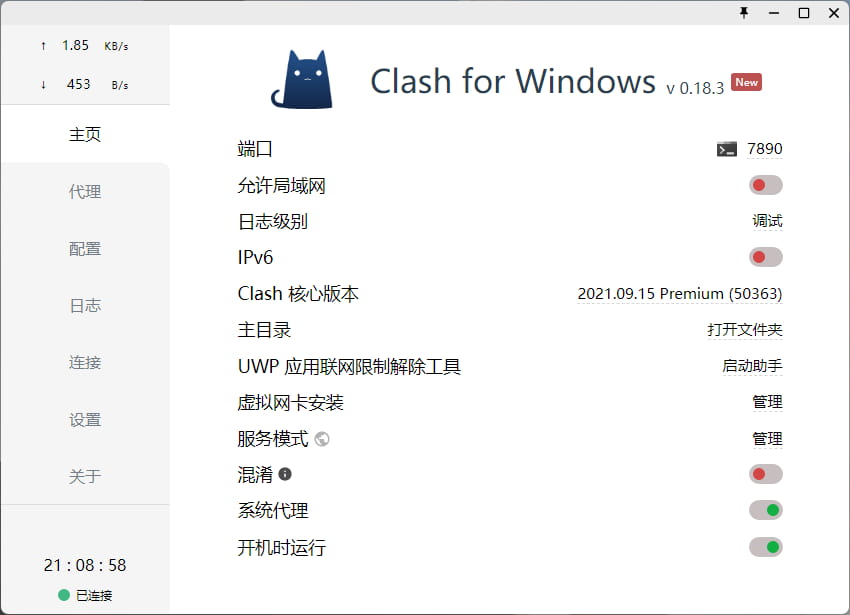 ↑ 1.85 KB/s
↓ 453 B/s
主页
代理
配置
日志
连接
设置
关于
21 : 08 : 58
已连接
Clash for Windows v 0.18.3 New
端口 7890
允许局域网
日志级别 调试
IPv6
Clash 核心版本 2021.09.15 Premium (50363)
主目录 打开文件夹
UWP 应用联网限制解除工具 启动助手
虚拟网卡安装 管理
服务模式 管理
混淆
系统代理
开机时运行